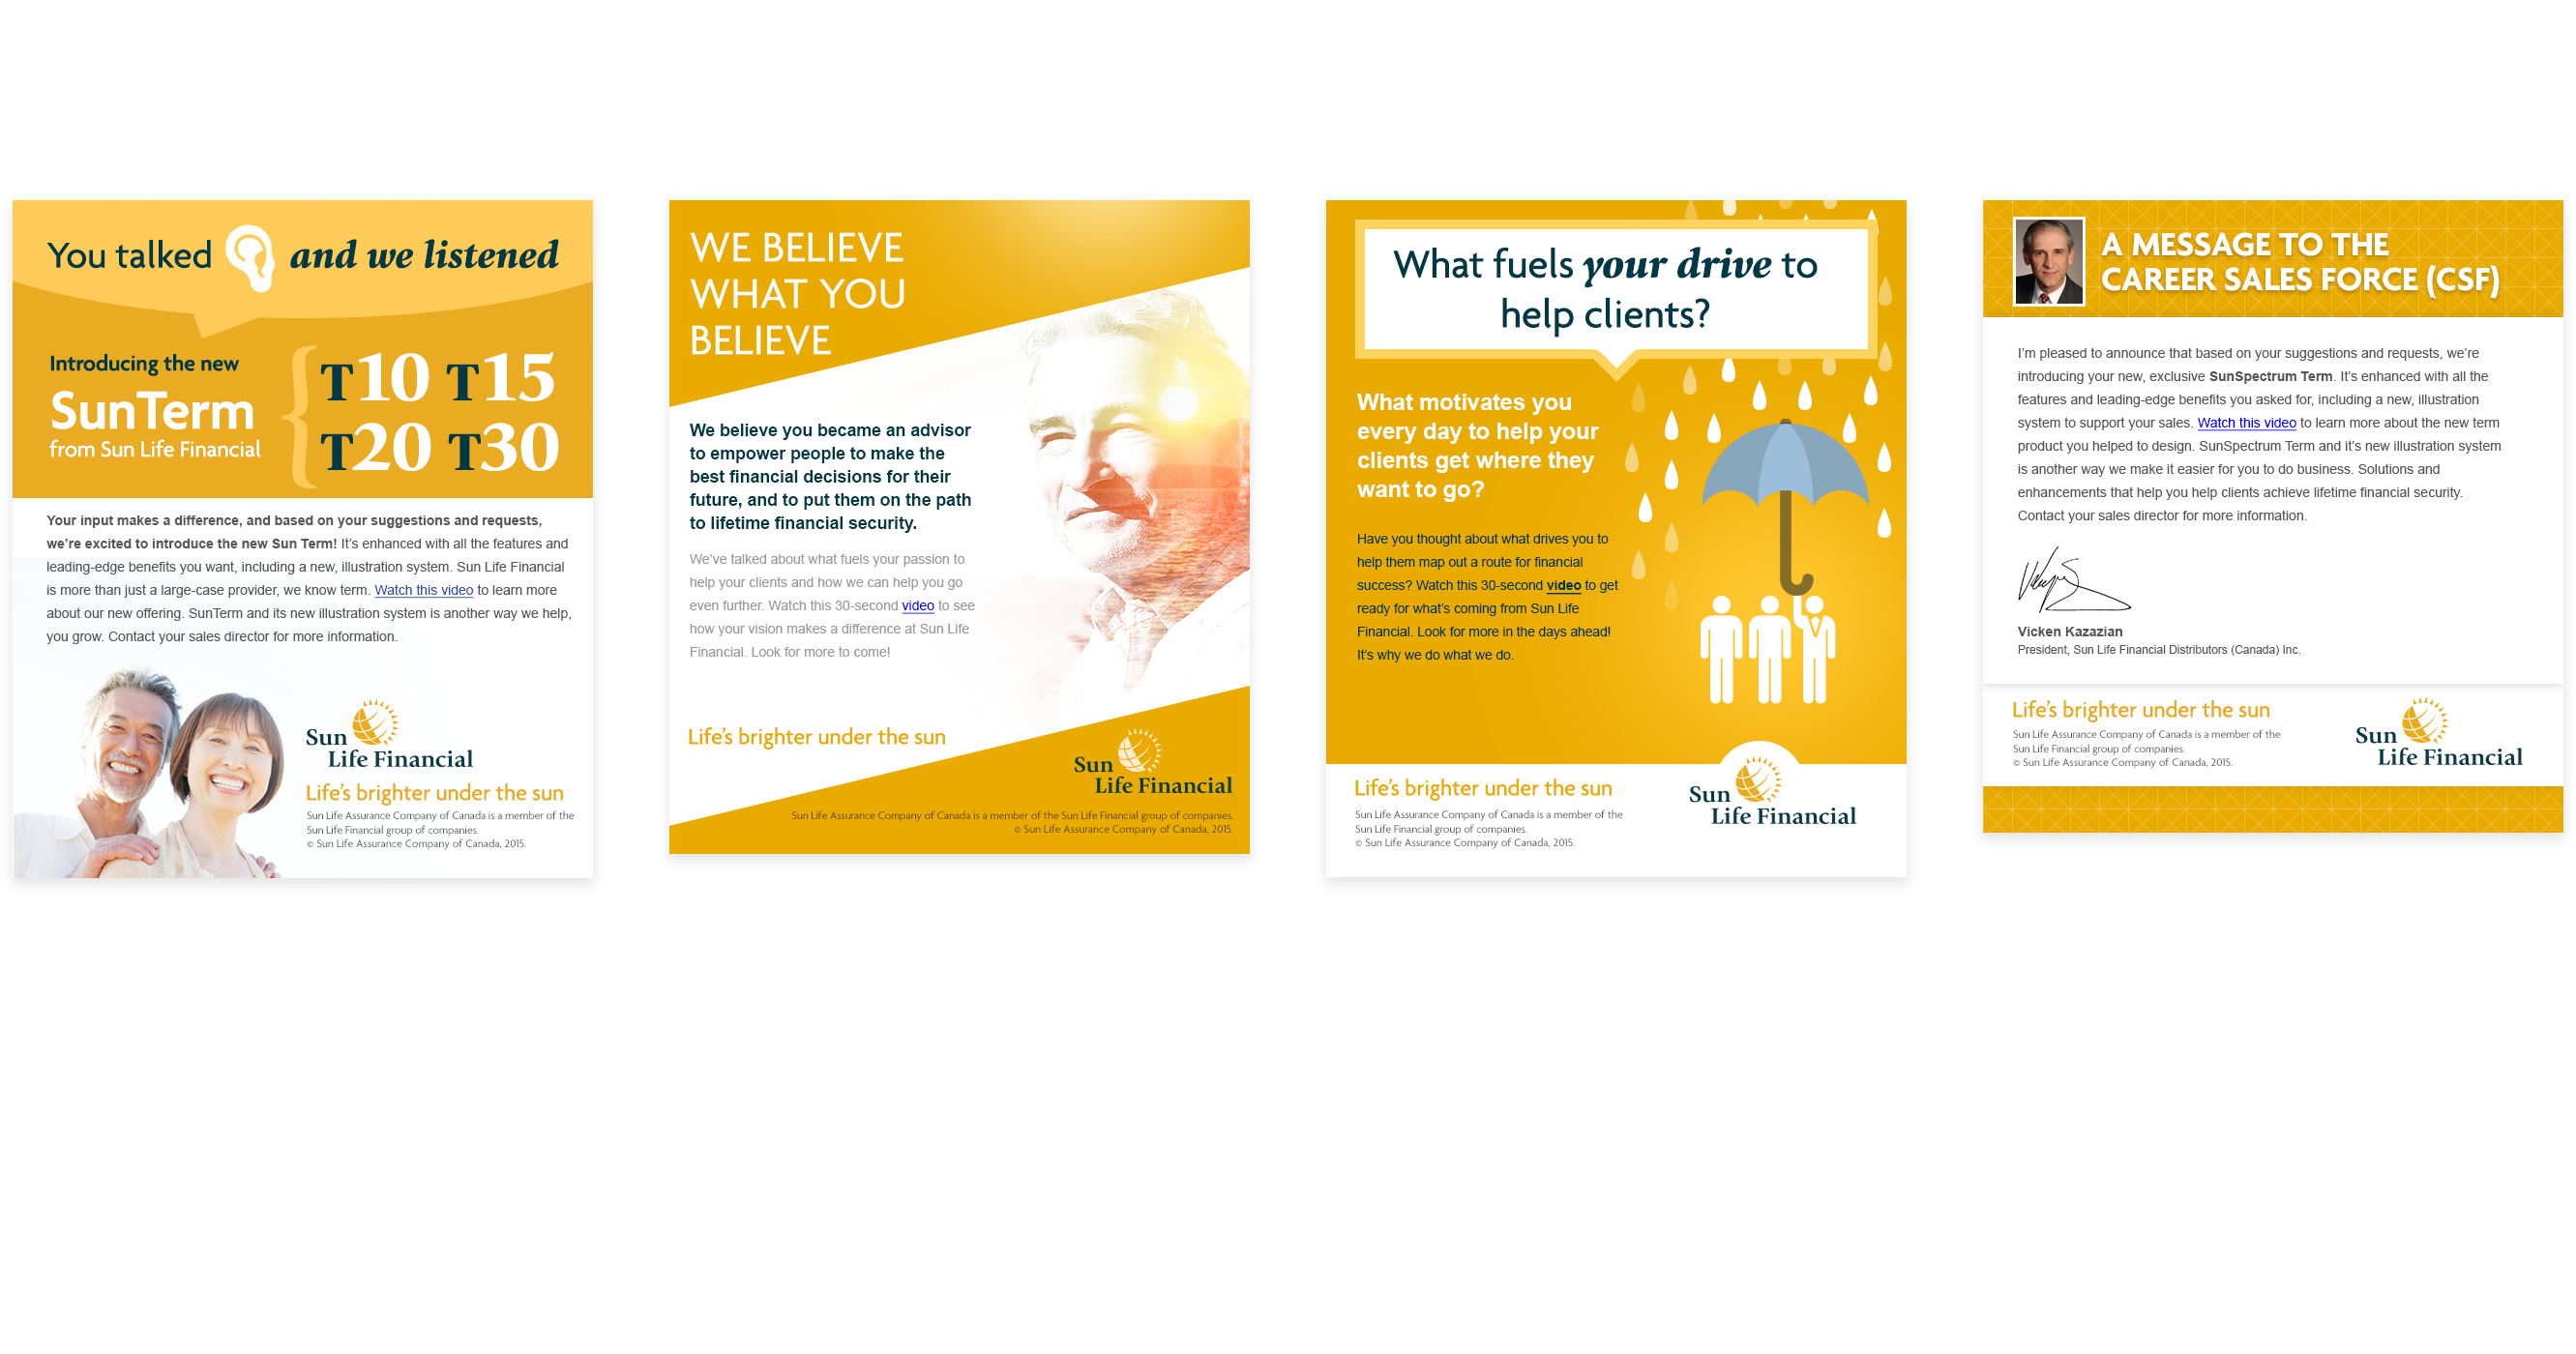 You talked and we listened
Introducing the new
SunTerm
from Sun Life Financial
T10 T15
T20 T30
Your input makes a difference, and based on your suggestions and requests,
we’re excited to introduce the new Sun Term! It’s enhanced with all the features and
leading-edge benefits you want, including a new, illustration system. Sun Life Financial
is more than just a large-case provider, we know term. Watch this video to learn more
about our new offering. SunTerm and its new illustration system is another way we help,
you grow. Contact your sales director for more information.
Sun
Life Financial
Life’s brighter under the sun
Sun Life Assurance Company of Canada is a member of the
Sun Life Financial group of companies.
© Sun Life Assurance Company of Canada, 2015.
WE BELIEVE
WHAT YOU
BELIEVE
We believe you became an advisor
to empower people to make the
best financial decisions for their
future, and to put them on the path
to lifetime financial security.
We’ve talked about what fuels your passion to
help your clients and how we can help you go
even further. Watch this 30-second video to see
how your vision makes a difference at Sun Life
Financial. Look for more to come!
Life’s brighter under the sun
Sun
Life Financial
Sun Life Assurance Company of Canada is a member of the Sun Life Financial group of companies.
© Sun Life Assurance Company of Canada, 2015.
What fuels your drive to
help clients?
What motivates you
every day to help your
clients get where they
want to go?
Have you thought about what drives you to
help them map out a route for financial
success? Watch this 30-second video to get
ready for what’s coming from Sun Life
Financial. Look for more in the days ahead!
It’s why we do what we do.
Life’s brighter under the sun
Sun Life Assurance Company of Canada is a member of the
Sun Life Financial group of companies.
© Sun Life Assurance Company of Canada, 2015.
Sun
Life Financial
A MESSAGE TO THE
CAREER SALES FORCE (CSF)
I’m pleased to announce that based on your suggestions and requests, we’re
introducing your new, exclusive SunSpectrum Term. It’s enhanced with all the
features and leading-edge benefits you asked for, including a new, illustration
system to support your sales. Watch this video to learn more about the new term
product you helped to design. SunSpectrum Term and it’s new illustration system
is another way we make it easier for you to do business. Solutions and
enhancements that help you help clients achieve lifetime financial security.
Contact your sales director for more information.
Vicken Kazazian
President, Sun Life Financial Distributors (Canada) Inc.
Life’s brighter under the sun
Sun Life Assurance Company of Canada is a member of the
Sun Life Financial group of companies.
© Sun Life Assurance Company of Canada, 2015.
Sun
Life Financial